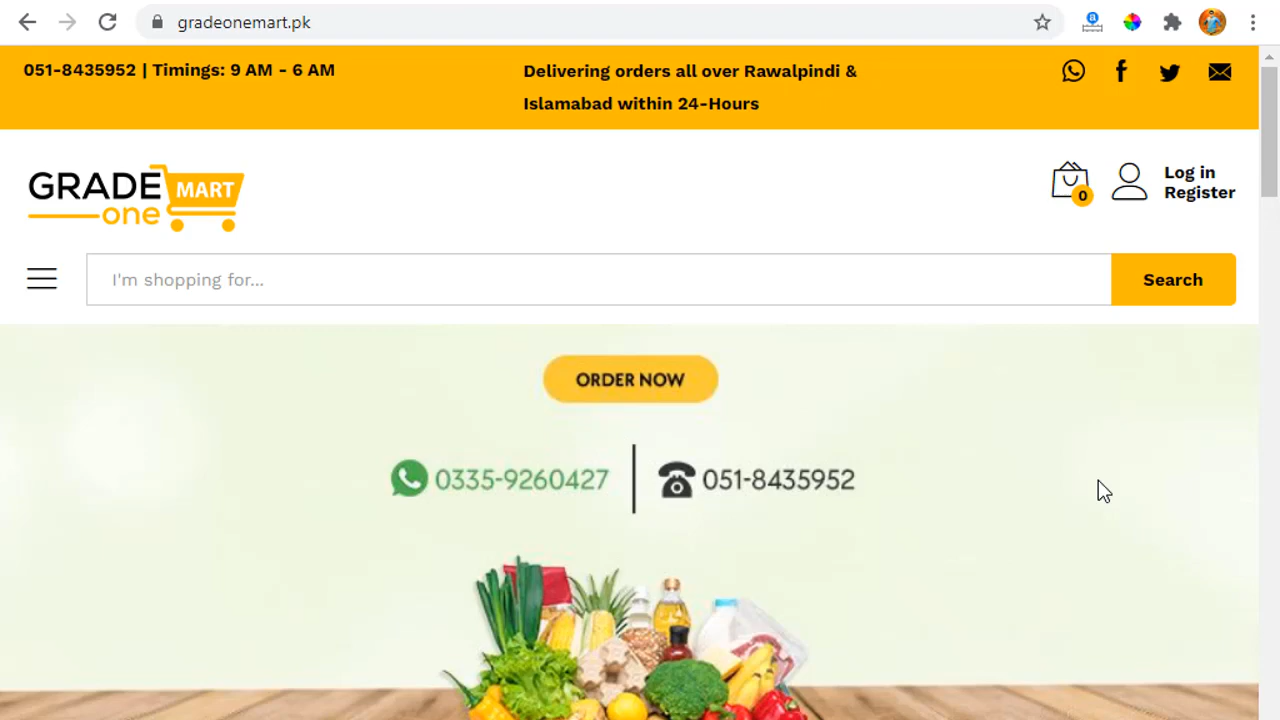 gradeonemart.pk
051-8435952 | Timings: 9 AM - 6 AM
Delivering orders all over Rawalpindi &
Islamabad within 24-Hours
GRADE MART
one
0
Log in
Register
I'm shopping for...
Search
ORDER NOW
0335-9260427
051-8435952